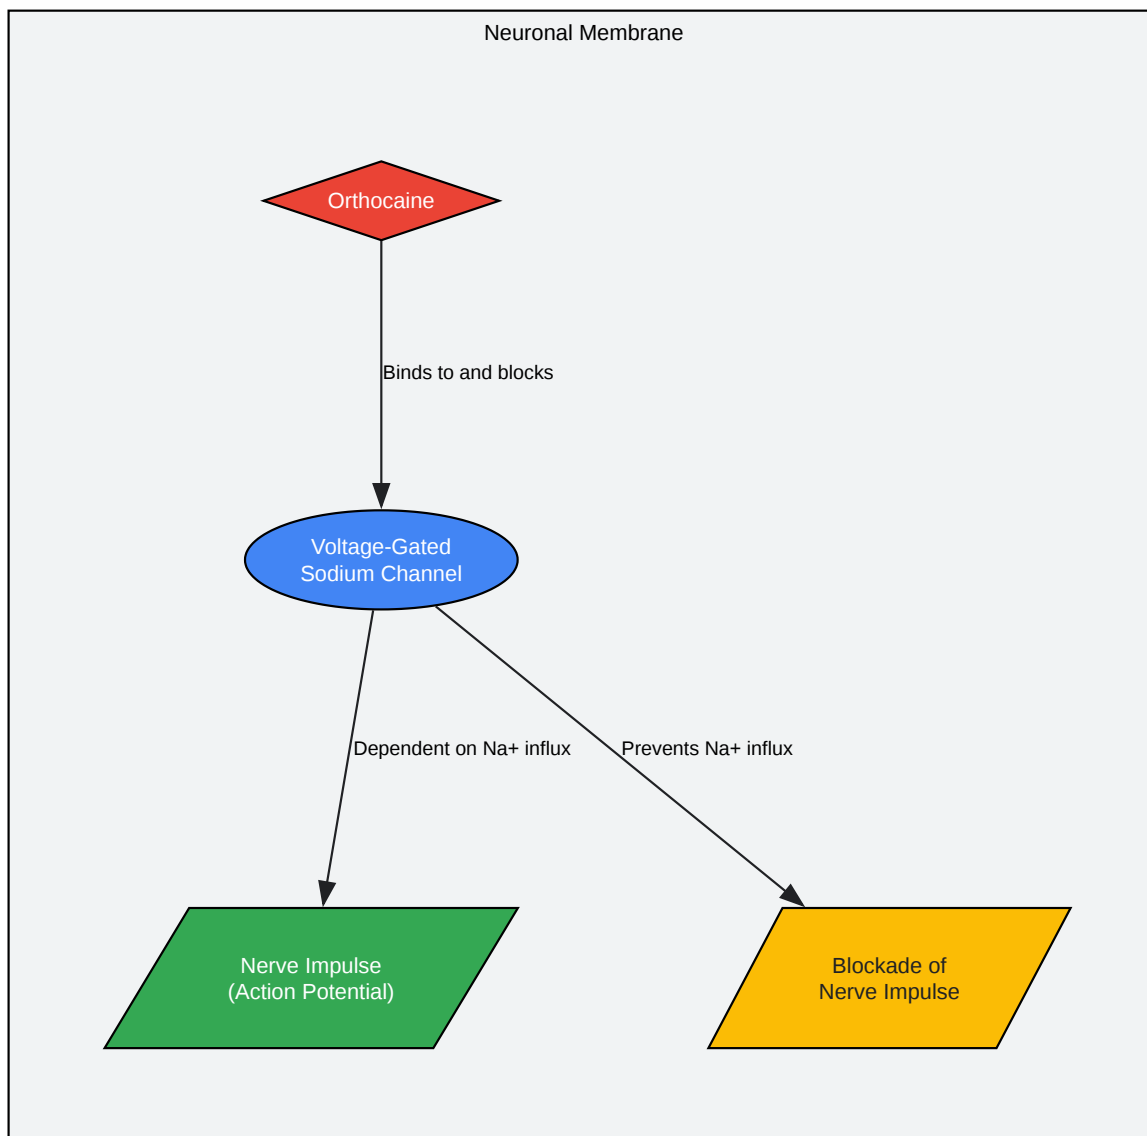 Neuronal Membrane
Orthocaine
Binds to and blocks
Voltage-Gated
Sodium Channel
Dependent on Na+ influx
Prevents Na+ influx
Nerve Impulse
(Action Potential)
Blockade of
Nerve Impulse